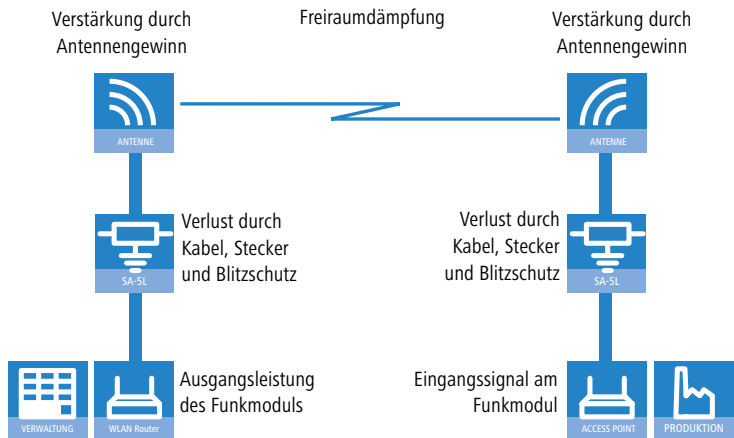 Verstärkung durch
Antennengewinn
Freiraumdämpfung
Verstärkung durch
Antennengewinn
ANTENNE
ANTENNE
Verlust durch
Kabel, Stecker
und Blitzschutz
SA-5L
Verlust durch
Kabel, Stecker
und Blitzschutz
SA-5L
Ausgangsleistung
des Funkmoduls
VERWALTUNG
WLAN Router
Eingangssignal am
Funkmodul
ACCESS POINT
PRODUKTION